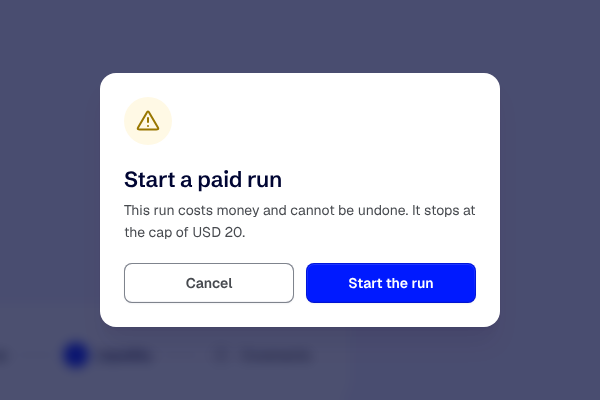 Start a paid run
This run costs money and cannot be undone. It stops at
the cap of USD 20.
Cancel
Start the run